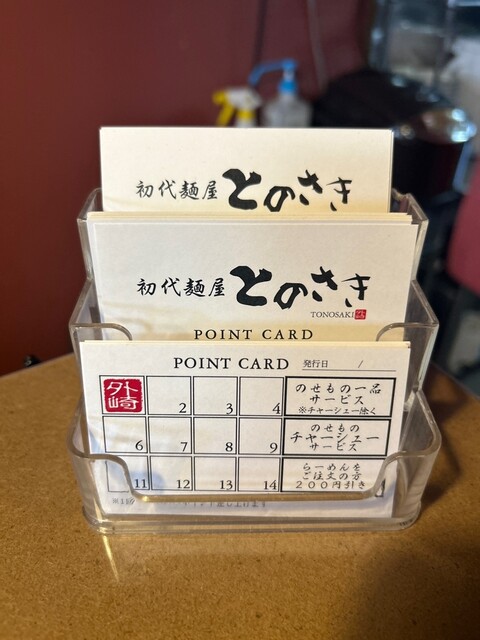 初代麺屋 とのさき
初代麺屋 とのさき
TONOSAKI
POINT CARD
POINT CARD 発行日 /
外崎 2 3 4 のせもの一品
サービス
※チャーシュー除く
6 7 8 9 のせもの
チャーシュー
サービス
11 12 13 14 らーめんを
ご注文の方
200円引き